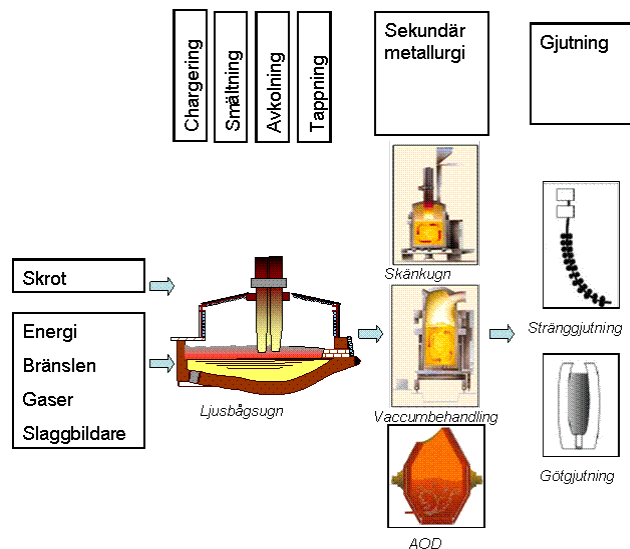 Chargering
Smältning
Avkolning
Tappning
Sekundär
metallurgi
Gjutning
Skrot
Energi
Bränslen
Gaser
Slaggbildare
Ljusbågsugn
Skänkugn
Vaccumbehandling
AOD
Stränggjutning
Götgjutning